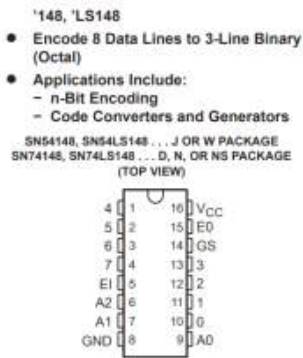 '148, 'LS148
● Encode 8 Data Lines to 3-Line Binary
(Octal)
● Applications Include:
– n-Bit Encoding
– Code Converters and Generators
SN54148, SN54LS148 . . . J OR W PACKAGE
SN74148, SN74LS148 . . . D, N, OR NS PACKAGE
(TOP VIEW)
4 1 16 VCC
5 2 15 E0
6 3 14 GS
7 4 13 3
EI 5 12 2
A2 6 11 1
A1 7 10 0
GND 8 9 A0